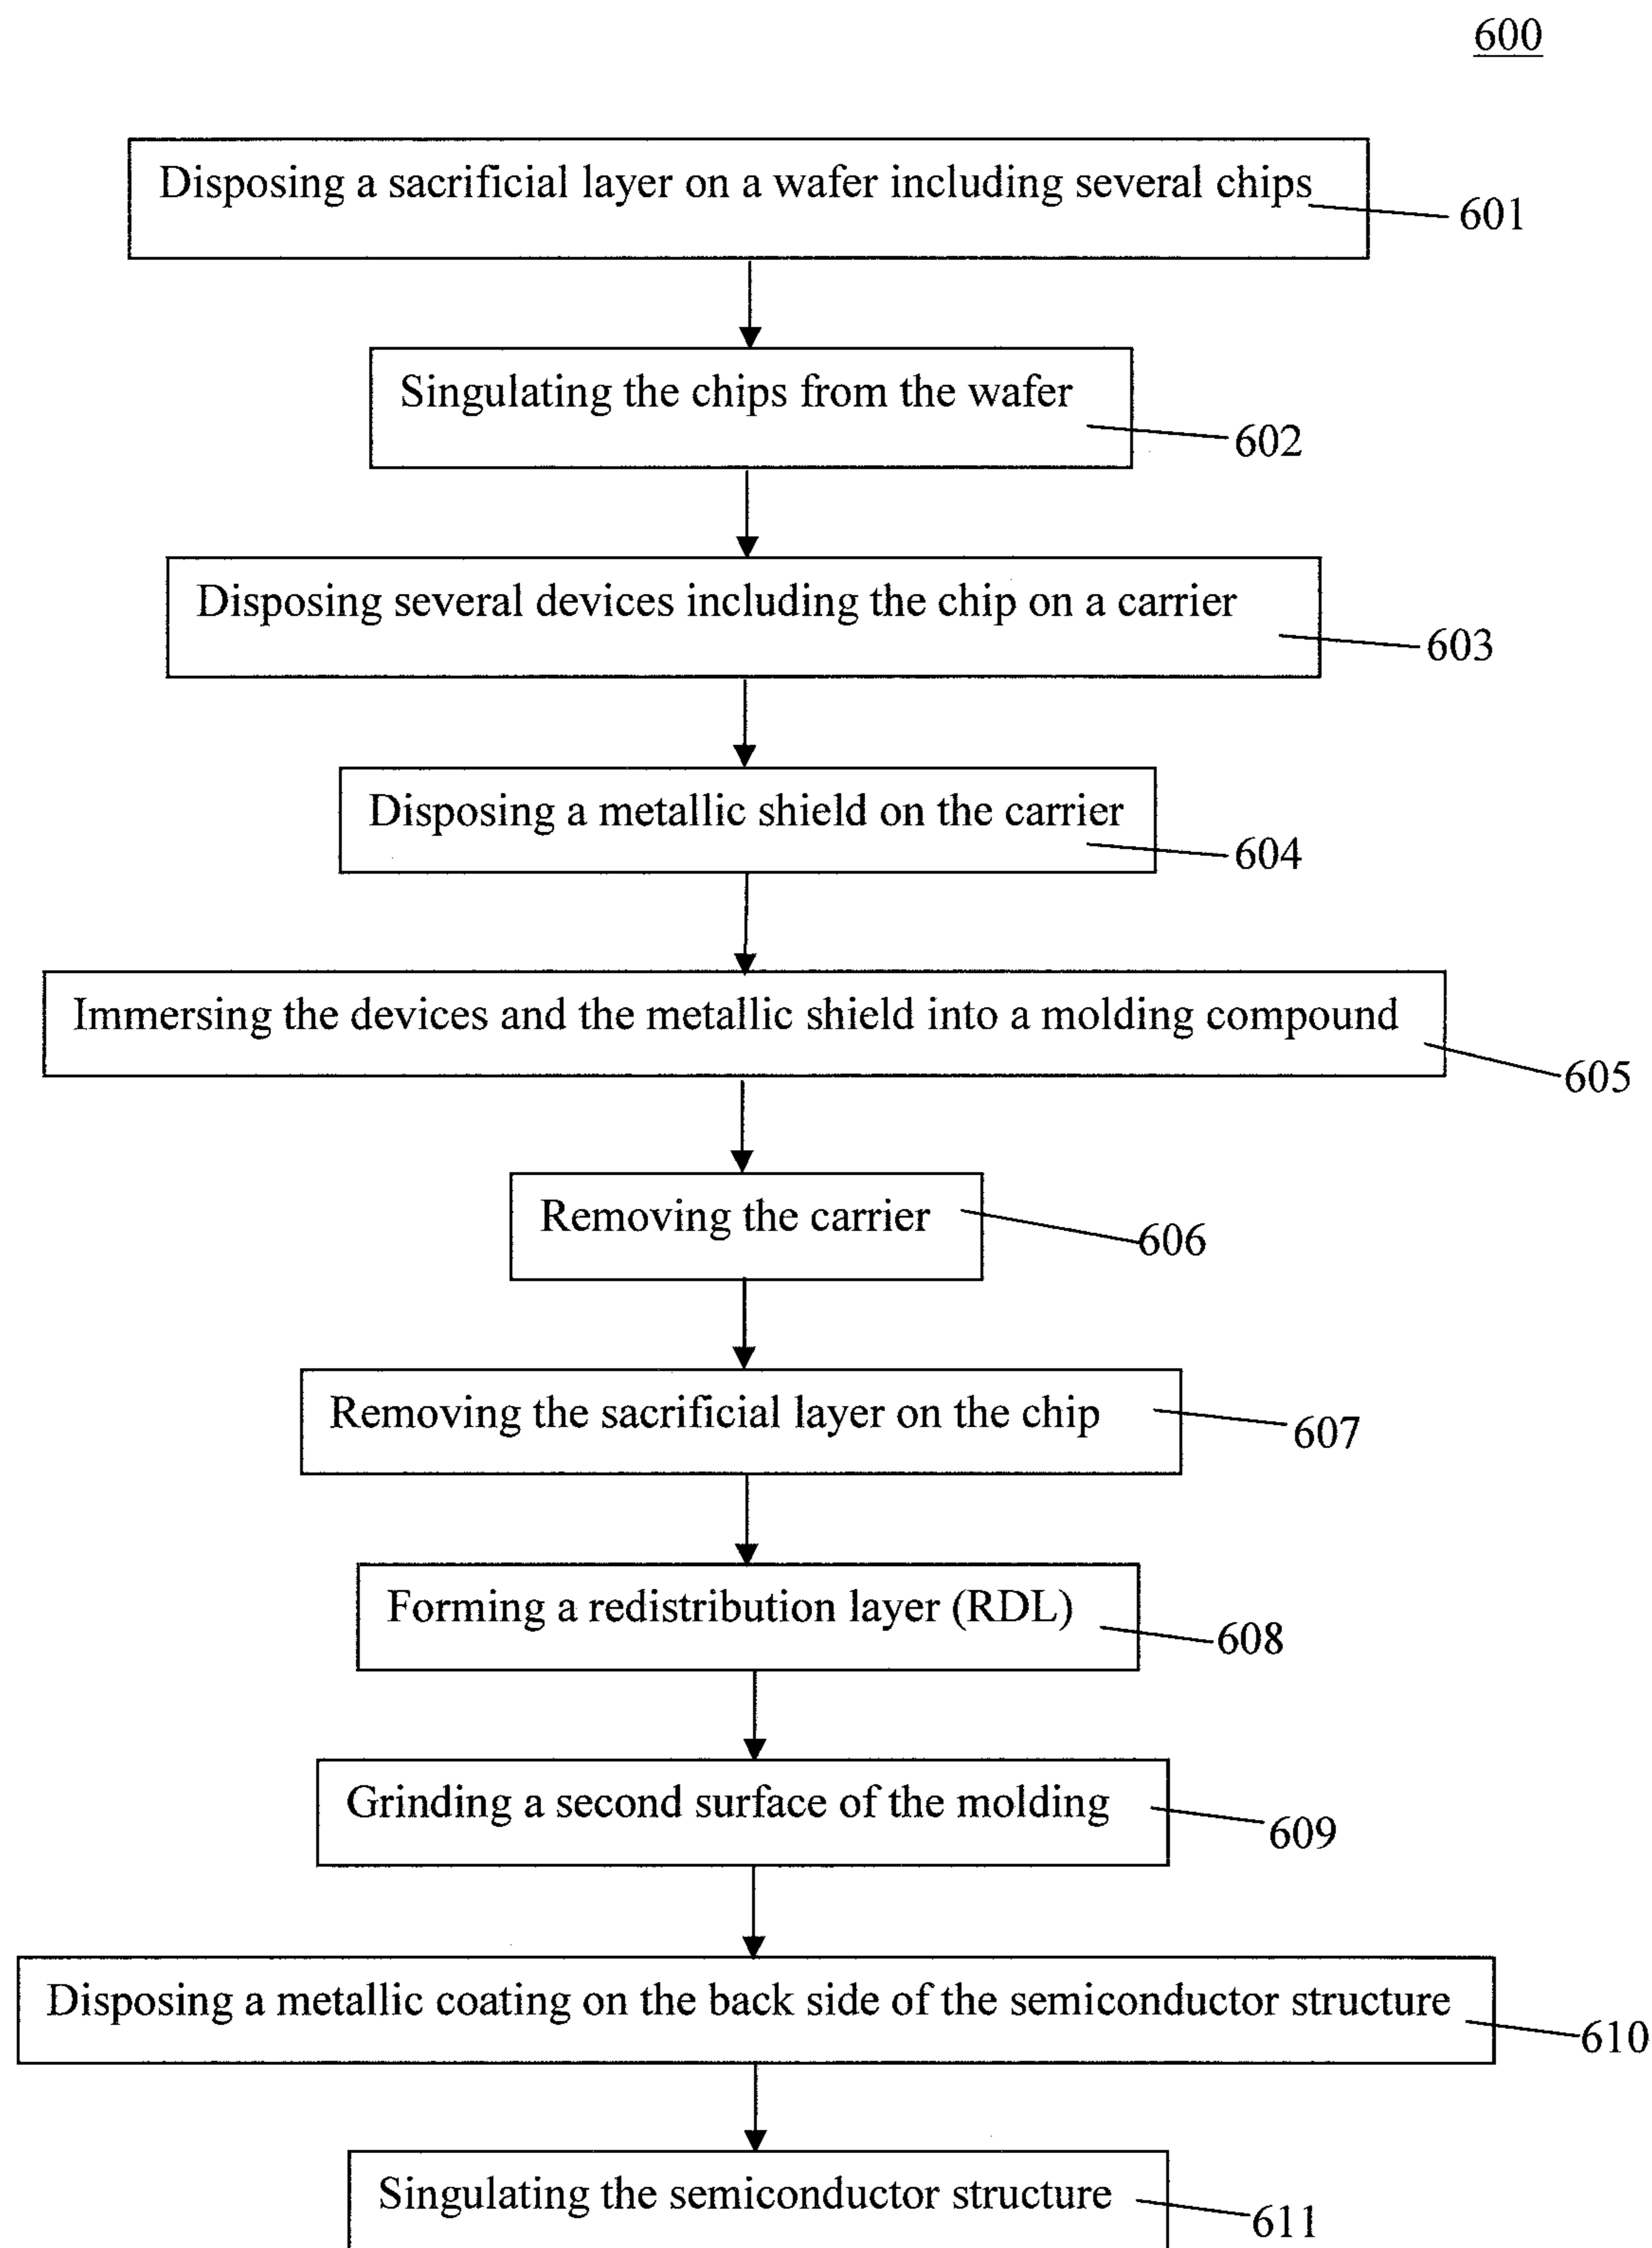 600
Disposing a sacrificial layer on a wafer including several chips
601
Singulating the chips from the wafer
602
Disposing several devices including the chip on a carrier
603
Disposing a metallic shield on the carrier
604
Immersing the devices and the metallic shield into a molding compound
605
Removing the carrier
606
Removing the sacrificial layer on the chip
607
Forming a redistribution layer (RDL)
608
Grinding a second surface of the molding
609
Disposing a metallic coating on the back side of the semiconductor structure
610
Singulating the semiconductor structure
611